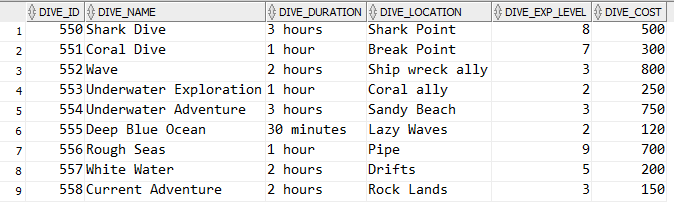 DIVE_ID DIVE_NAME DIVE_DURATION DIVE_LOCATION DIVE_EXP_LEVEL DIVE_COST
1 550 Shark Dive 3 hours Shark Point 8 500
2 551 Coral Dive 1 hour Break Point 7 300
3 552 Wave 2 hours Ship wreck ally 3 800
4 553 Underwater Exploration 1 hour Coral ally 2 250
5 554 Underwater Adventure 3 hours Sandy Beach 3 750
6 555 Deep Blue Ocean 30 minutes Lazy Waves 2 120
7 556 Rough Seas 1 hour Pipe 9 700
8 557 White Water 2 hours Drifts 5 200
9 558 Current Adventure 2 hours Rock Lands 3 150